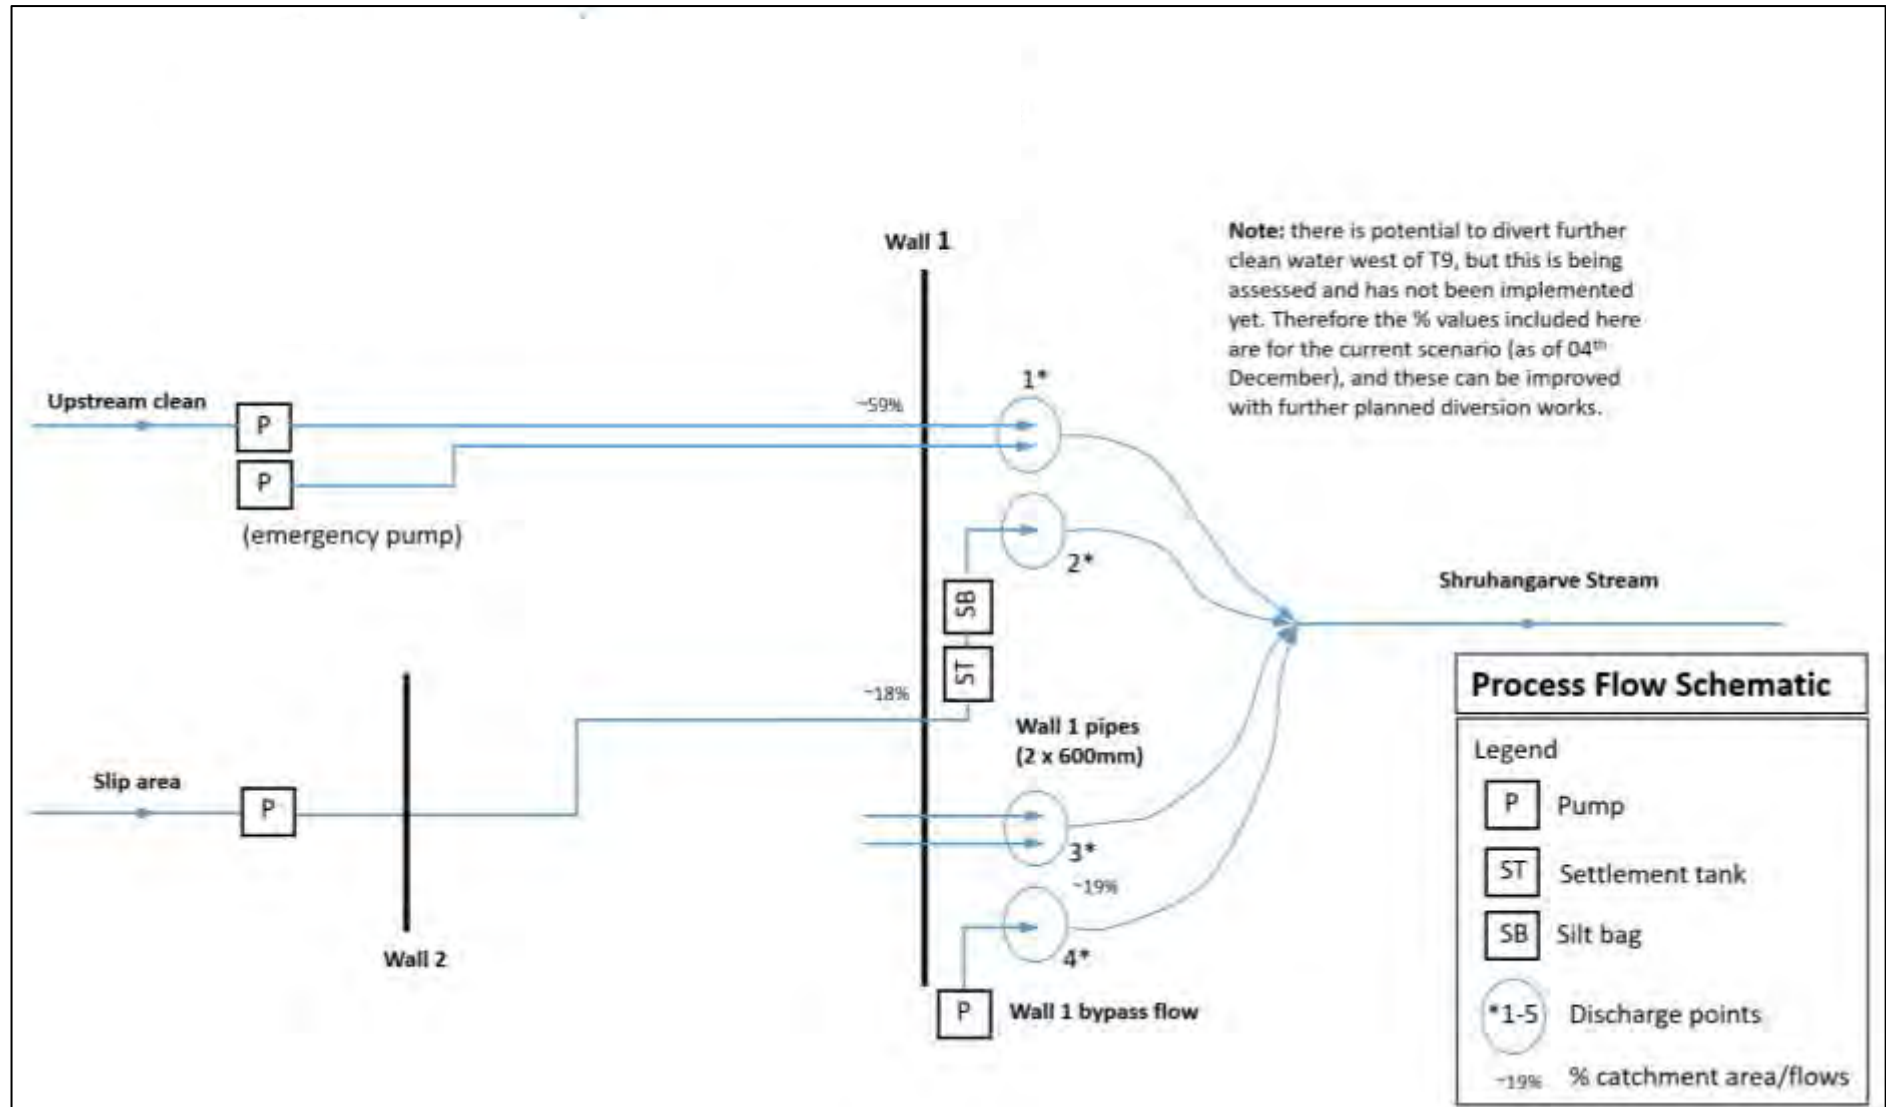 Wall 1
Note: there is potential to divert further
clean water west of T9, but this is being
assessed and has not been implemented
yet. Therefore the % values included here
are for the current scenario (as of 04th
December), and these can be improved
with further planned diversion works.
Upstream clean
P
~59%
1*
P
(emergency pump)
2*
SB
ST
Shruhangarve Stream
~18%
Wall 1 pipes
(2 x 600mm)
Slip area
P
3*
~19%
4*
Wall 2
P
Wall 1 bypass flow
Process Flow Schematic
Legend
P Pump
ST Settlement tank
SB Silt bag
*1-5 Discharge points
~19% % catchment area/flows